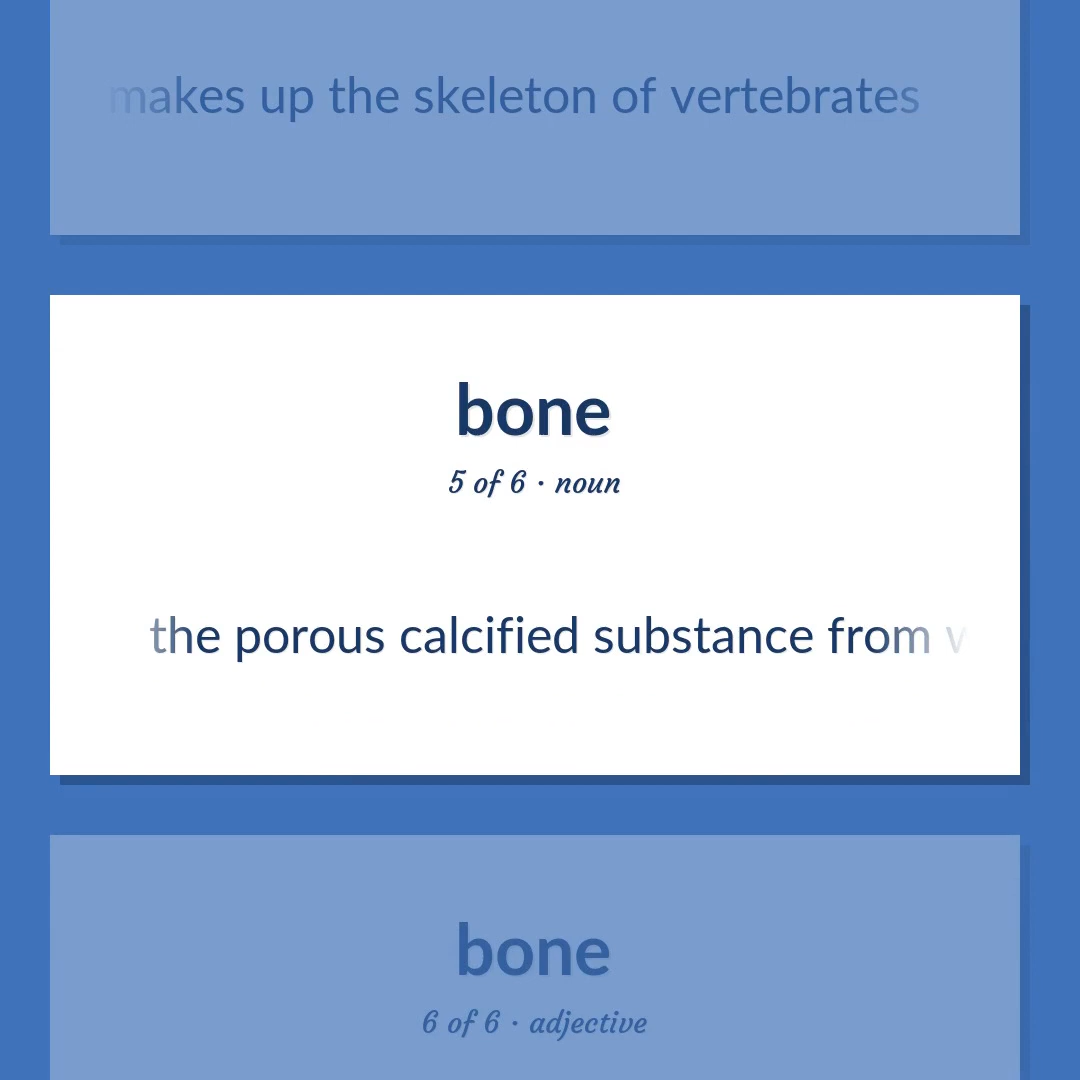 makes up the skeleton of vertebrates
bone
5 of 6 · noun
the porous calcified substance from
bone
6 of 6 · adjective